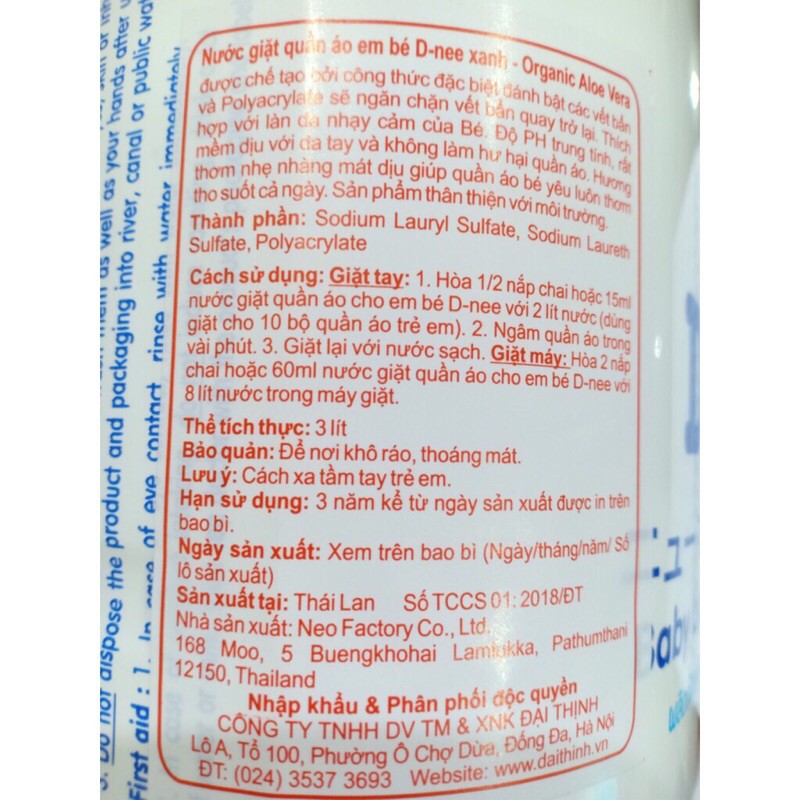 Nước giặt quần áo em bé D-nee xanh - Organic Aloe Vera
được chế tạo bởi công thức đặc biệt đánh bật các vết bẩn
và Polyacrylate sẽ ngăn chặn vết bẩn quay trở lại. Thích
hợp với làn da nhạy cảm của Bé. Độ PH trung tính, rất
mềm dịu với da tay và không làm hư hại quần áo. Hương
thơm nhẹ nhàng mát dịu giúp quần áo bé yêu luôn thơm
tho suốt cả ngày. Sản phẩm thân thiện với môi trường.
Thành phần: Sodium Lauryl Sulfate, Sodium Laureth
Sulfate, Polyacrylate
Cách sử dụng: Giặt tay: 1. Hòa 1/2 nắp chai hoặc 15ml
nước giặt quần áo cho em bé D-nee với 2 lít nước (dùng
giặt cho 10 bộ quần áo trẻ em). 2. Ngâm quần áo trong
vài phút. 3. Giặt lại với nước sạch. Giặt máy: Hòa 2 nắp
chai hoặc 60ml nước giặt quần áo cho em bé D-nee với
8 lít nước trong máy giặt.
Thể tích thực: 3 lít
Bảo quản: Để nơi khô ráo, thoáng mát.
Lưu ý: Cách xa tầm tay trẻ em.
Hạn sử dụng: 3 năm kể từ ngày sản xuất được in trên
bao bì.
Ngày sản xuất: Xem trên bao bì (Ngày/tháng/năm/ Số
lô sản xuất)
Sản xuất tại: Thái Lan Số TCCS 01: 2018/ĐT
Nhà sản xuất: Neo Factory Co., Ltd.
168 Moo, 5 Buengkhohai Lamlukka, Pathumthani
12150, Thailand
Nhập khẩu & Phân phối độc quyền
CÔNG TY TNHH DV TM & XNK ĐẠI THỊNH
Lô A, Tổ 100, Phường Ô Chợ Dừa, Đống Đa, Hà Nội
ĐT: (024) 3537 3693 Website: www.daithinh.vn
as well as your hands after
3. Do not dispose the product and packaging into river, canal or public
First aid : 1. In case of eye contact, rinse with water immediately
Baby